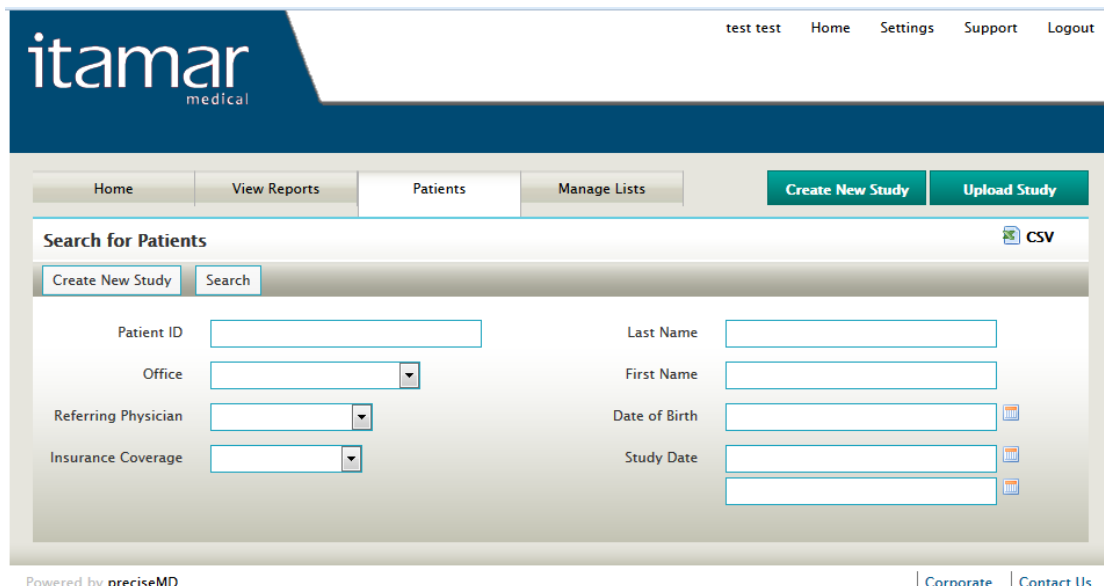 test test Home Settings Support Logout
itamar
medical
Home View Reports Patients Manage Lists Create New Study Upload Study
Search for Patients CSV
Create New Study Search
Patient ID Last Name
Office First Name
Referring Physician Date of Birth
Insurance Coverage Study Date
Powered by preciseMD Corporate Contact Us